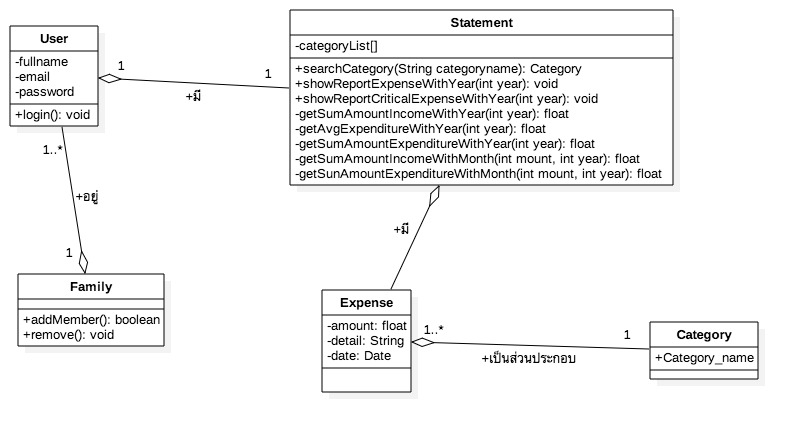 User
-fullname
-email
-password
+login(): void
1
+มี
1
Statement
-categoryList[]
+searchCategory(String categoryname): Category
+showReportExpenseWithYear(int year): void
+showReportCriticalExpenseWithYear(int year): void
-getSumAmountIncomeWithYear(int year): float
-getAvgExpenditureWithYear(int year): float
-getSumAmountExpenditureWithYear(int year): float
-getSumAmountIncomeWithMonth(int mount, int year): float
-getSunAmountExpenditureWithMonth(int mount, int year): float
1..*
+อยู่
1
Family
+addMember(): boolean
+remove(): void
+มี
Expense
-amount: float
-detail: String
-date: Date
1..*
+เป็นส่วนประกอบ
1
Category
+Category_name